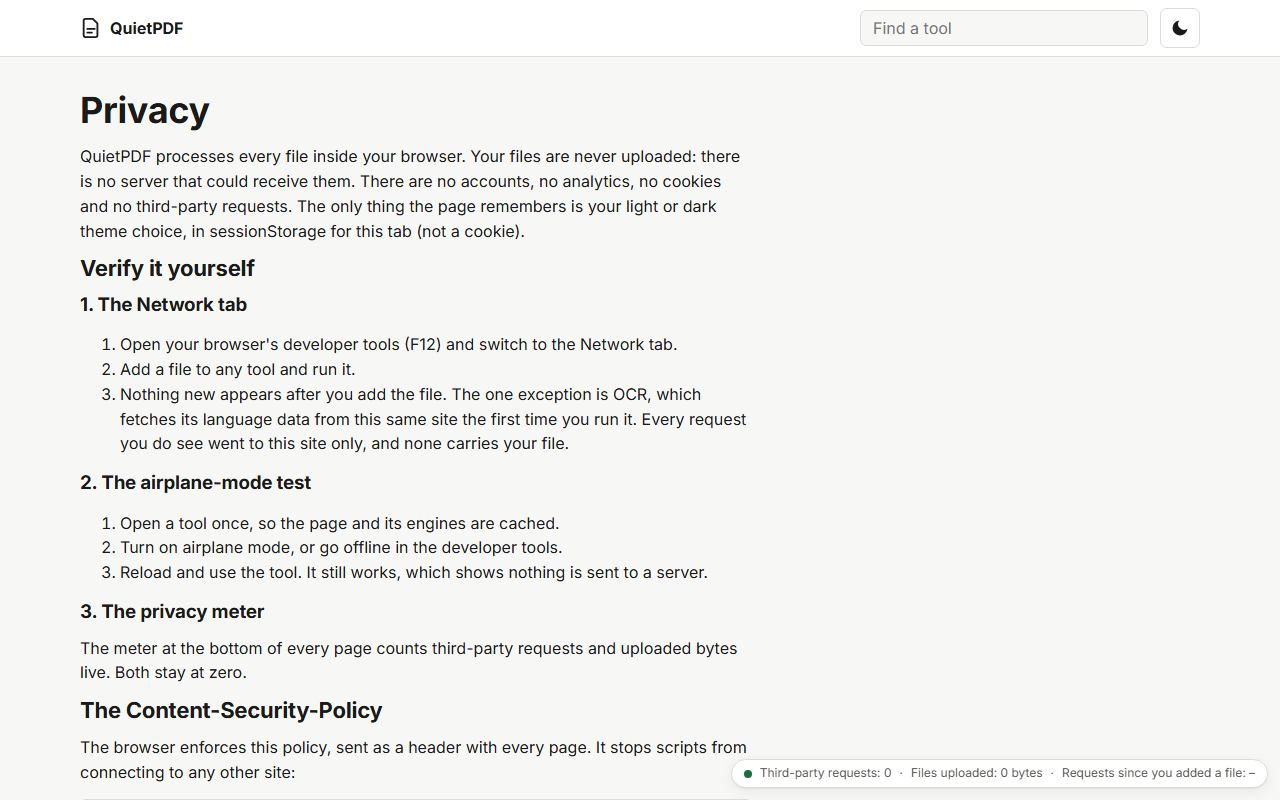 QuietPDF
Find a tool
Privacy
QuietPDF processes every file inside your browser. Your files are never uploaded: there
is no server that could receive them. There are no accounts, no analytics, no cookies
and no third-party requests. The only thing the page remembers is your light or dark
theme choice, in sessionStorage for this tab (not a cookie).
Verify it yourself
1. The Network tab
1. Open your browser's developer tools (F12) and switch to the Network tab.
2. Add a file to any tool and run it.
3. Nothing new appears after you add the file. The one exception is OCR, which
fetches its language data from this same site the first time you run it. Every request
you do see went to this site only, and none carries your file.
2. The airplane-mode test
1. Open a tool once, so the page and its engines are cached.
2. Turn on airplane mode, or go offline in the developer tools.
3. Reload and use the tool. It still works, which shows nothing is sent to a server.
3. The privacy meter
The meter at the bottom of every page counts third-party requests and uploaded bytes
live. Both stay at zero.
The Content-Security-Policy
The browser enforces this policy, sent as a header with every page. It stops scripts from
connecting to any other site:
Third-party requests: 0 · Files uploaded: 0 bytes · Requests since you added a file: –